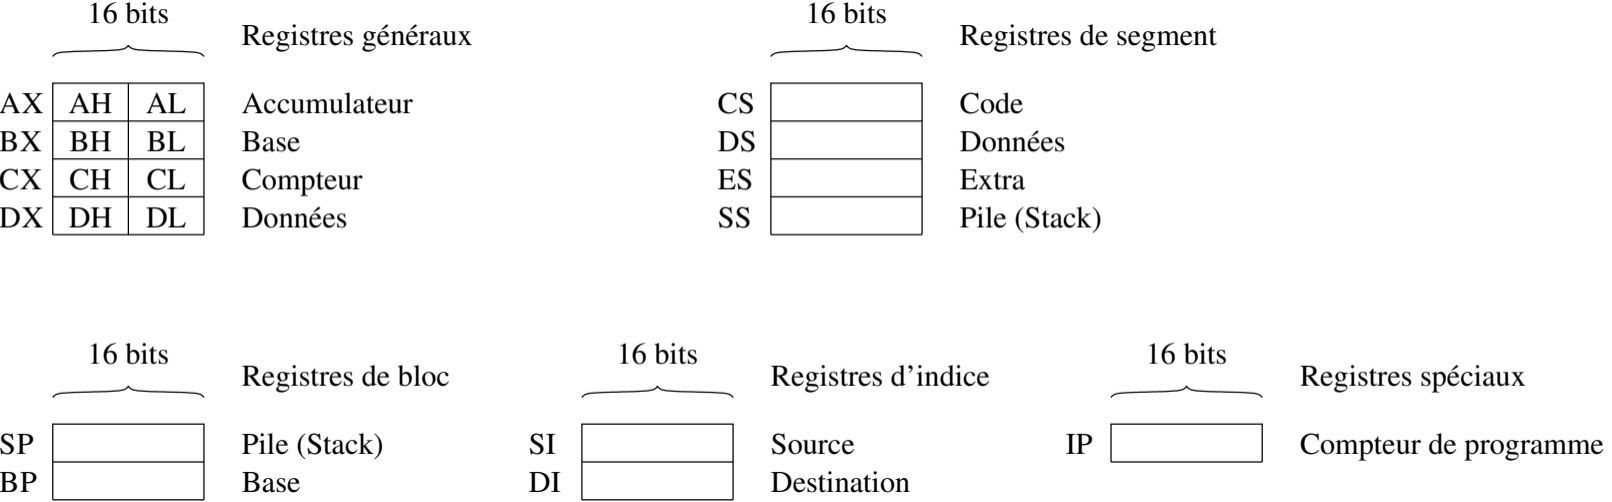 16 bits Registres généraux
AX AH AL Accumulateur
BX BH BL Base
CX CH CL Compteur
DX DH DL Données
16 bits Registres de segment
CS Code
DS Données
ES Extra
SS Pile (Stack)
16 bits Registres de bloc
SP Pile (Stack)
BP Base
16 bits Registres d’indice
SI Source
DI Destination
16 bits Registres spéciaux
IP Compteur de programme